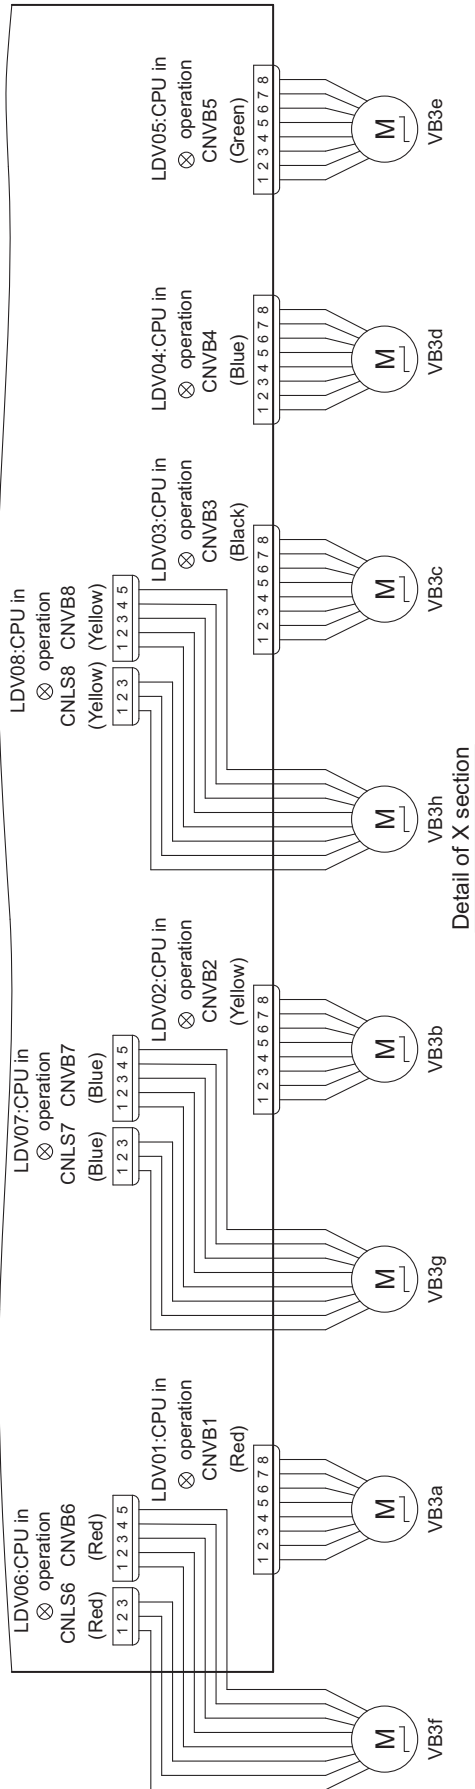 LDV06:CPU in
⊗ operation
CNLS6 CNVB6
(Red) (Red)
1 2 3 1 2 3 4 5
LDV01:CPU in
⊗ operation
CNVB1
(Red)
1 2 3 4 5 6 7 8
M
VB3f
M
VB3a
LDV07:CPU in
⊗ operation
CNLS7 CNVB7
(Blue) (Blue)
1 2 3 1 2 3 4 5
LDV02:CPU in
⊗ operation
CNVB2
(Yellow)
1 2 3 4 5 6 7 8
M
VB3g
M
VB3b
LDV08:CPU in
⊗ operation
CNLS8 CNVB8
(Yellow) (Yellow)
1 2 3 1 2 3 4 5
LDV03:CPU in
⊗ operation
CNVB3
(Black)
1 2 3 4 5 6 7 8
M
VB3h
M
VB3c
LDV04:CPU in
⊗ operation
CNVB4
(Blue)
1 2 3 4 5 6 7 8
M
VB3d
LDV05:CPU in
⊗ operation
CNVB5
(Green)
1 2 3 4 5 6 7 8
M
VB3e
Detail of X section